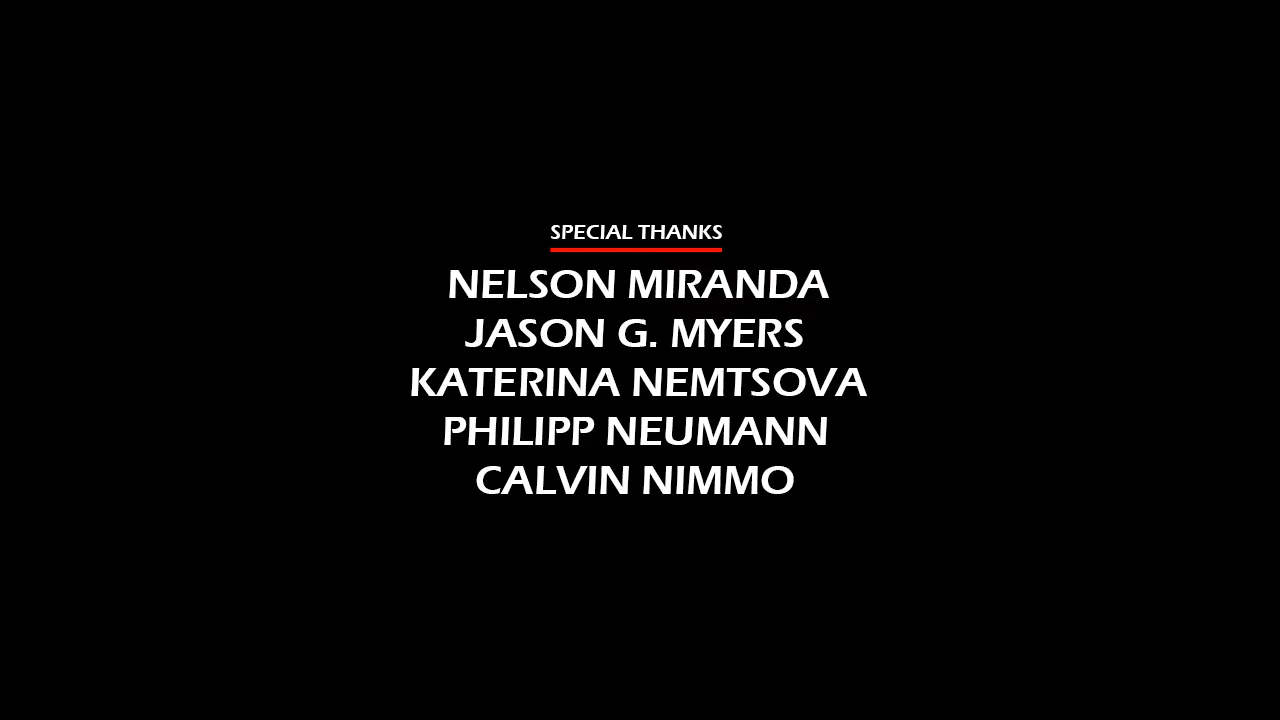 SPECIAL THANKS
NELSON MIRANDA
JASON G. MYERS
KATERINA NEMTSOVA
PHILIPP NEUMANN
CALVIN NIMMO